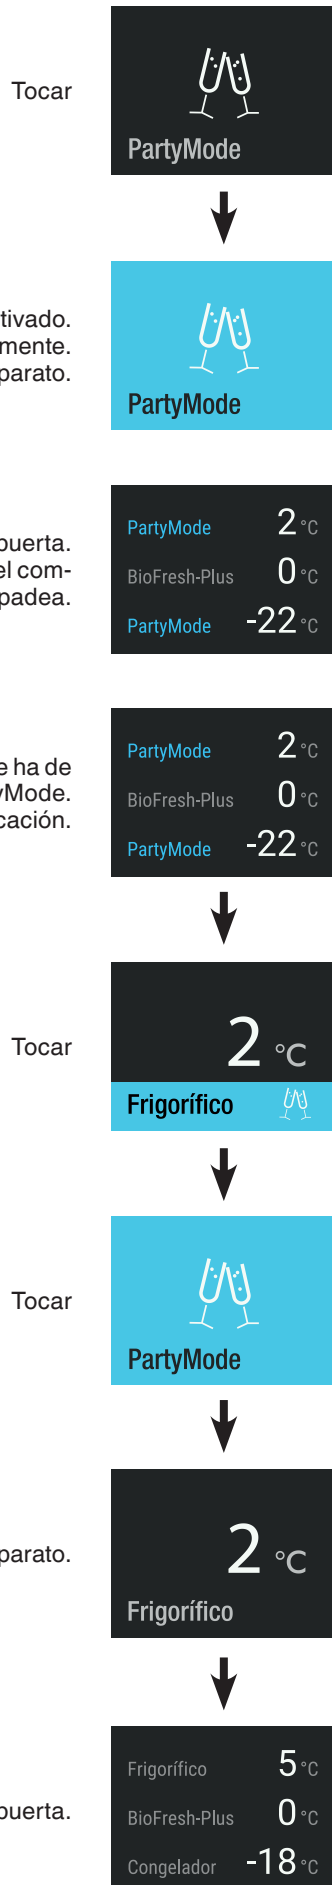 Tocar
PartyMode
tivado.
mente.
parato.
PartyMode
puerta.
el com-
padea.
PartyMode 2 °C
BioFresh-Plus 0 °C
PartyMode -22 °C
e ha de
yMode.
cación.
PartyMode 2 °C
BioFresh-Plus 0 °C
PartyMode -22 °C
Tocar
2 °C
Frigorífico
Tocar
PartyMode
parato.
2 °C
Frigorífico
puerta.
Frigorífico 5 °C
BioFresh-Plus 0 °C
Congelador -18 °C